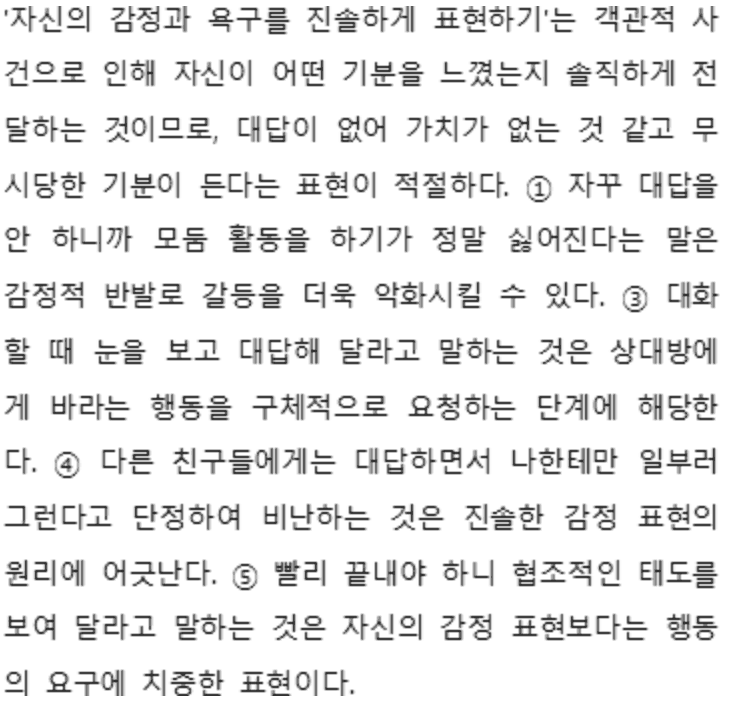 '자신의 감정과 욕구를 진솔하게 표현하기'는 객관적 사
건으로 인해 자신이 어떤 기분을 느꼈는지 솔직하게 전
달하는 것이므로, 대답이 없어 가치가 없는 것 같고 무
시당한 기분이 든다는 표현이 적절하다. ① 자꾸 대답을
안 하니까 모둠 활동을 하기가 정말 싫어진다는 말은
감정적 반발로 갈등을 더욱 악화시킬 수 있다. ③ 대화
할 때 눈을 보고 대답해 달라고 말하는 것은 상대방에
게 바라는 행동을 구체적으로 요청하는 단계에 해당한
다. ④ 다른 친구들에게는 대답하면서 나한테만 일부러
그런다고 단정하여 비난하는 것은 진솔한 감정 표현의
원리에 어긋난다. ⑤ 빨리 끝내야 하니 협조적인 태도를
보여 달라고 말하는 것은 자신의 감정 표현보다는 행동
의 요구에 치중한 표현이다.